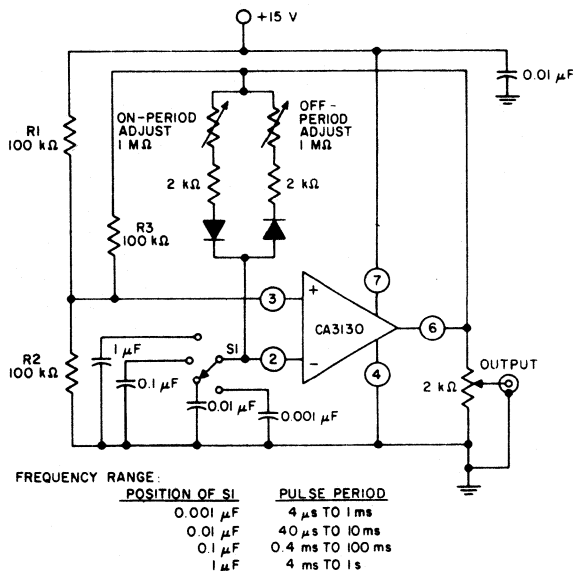 +15 V
0.01 µF
R1
100 kΩ
ON-PERIOD
ADJUST
1 MΩ
OFF-
PERIOD
ADJUST
1 MΩ
2 kΩ
2 kΩ
R3
100 kΩ
7
3
+
CA3130
6
R2
100 kΩ
1 µF
S1
2
–
4
0.1 µF
0.01 µF
0.001 µF
2 kΩ
OUTPUT
FREQUENCY RANGE:
POSITION OF S1 PULSE PERIOD
0.001 µF 4 µs TO 1 ms
0.01 µF 40 µs TO 10 ms
0.1 µF 0.4 ms TO 100 ms
1 µF 4 ms TO 1 s